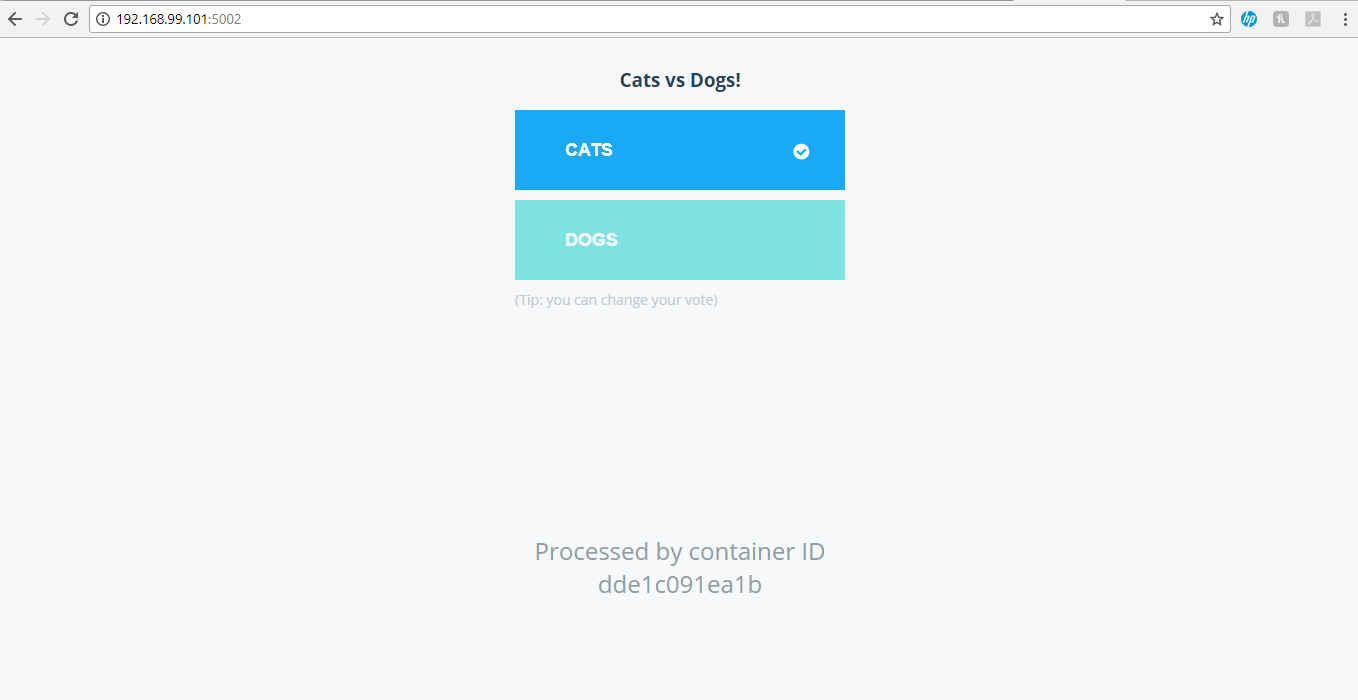 192.168.99.101:5002
hp
Cats vs Dogs!
CATS
DOGS
(Tip: you can change your vote)
Processed by container ID
dde1c091ea1b